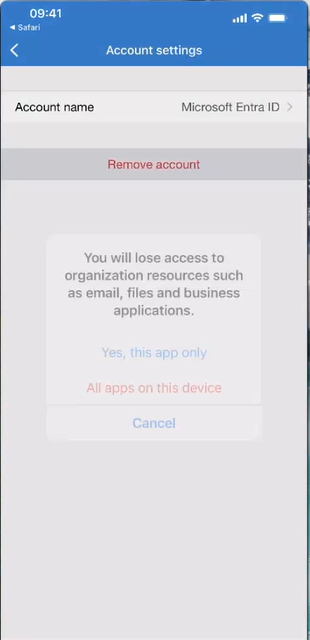 09:41
◂ Safari
Account settings
Account name Microsoft Entra ID
Remove account
You will lose access to
organization resources such
as email, files and business
applications.
Yes, this app only
All apps on this device
Cancel